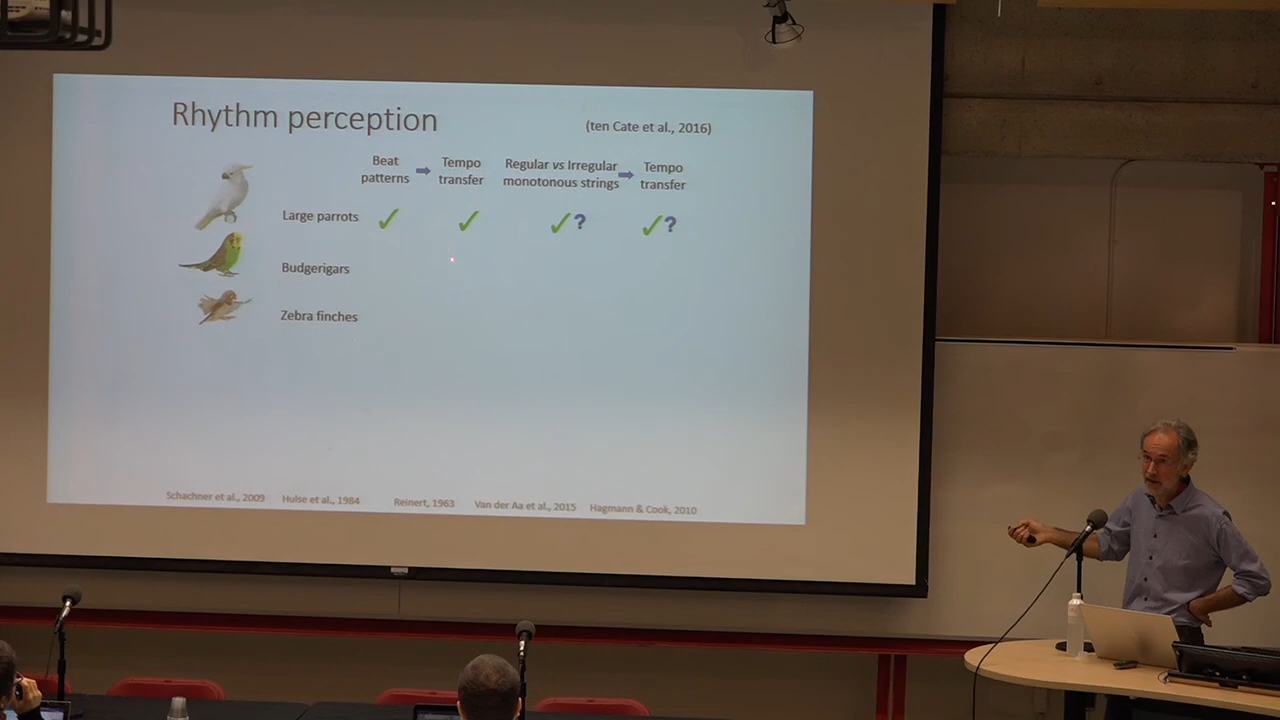 Rhythm perception
(ten Cate et al., 2016)
Beat patterns
Tempo transfer
Regular vs Irregular monotonous strings
Tempo transfer
Large parrots ✓ ✓ ✓? ✓?
Budgerigars
Zebra finches
Schachner et al., 2009 Hulse et al., 1984 Reinert, 1963 Van der Aa et al., 2015 Hagmann & Cook, 2010